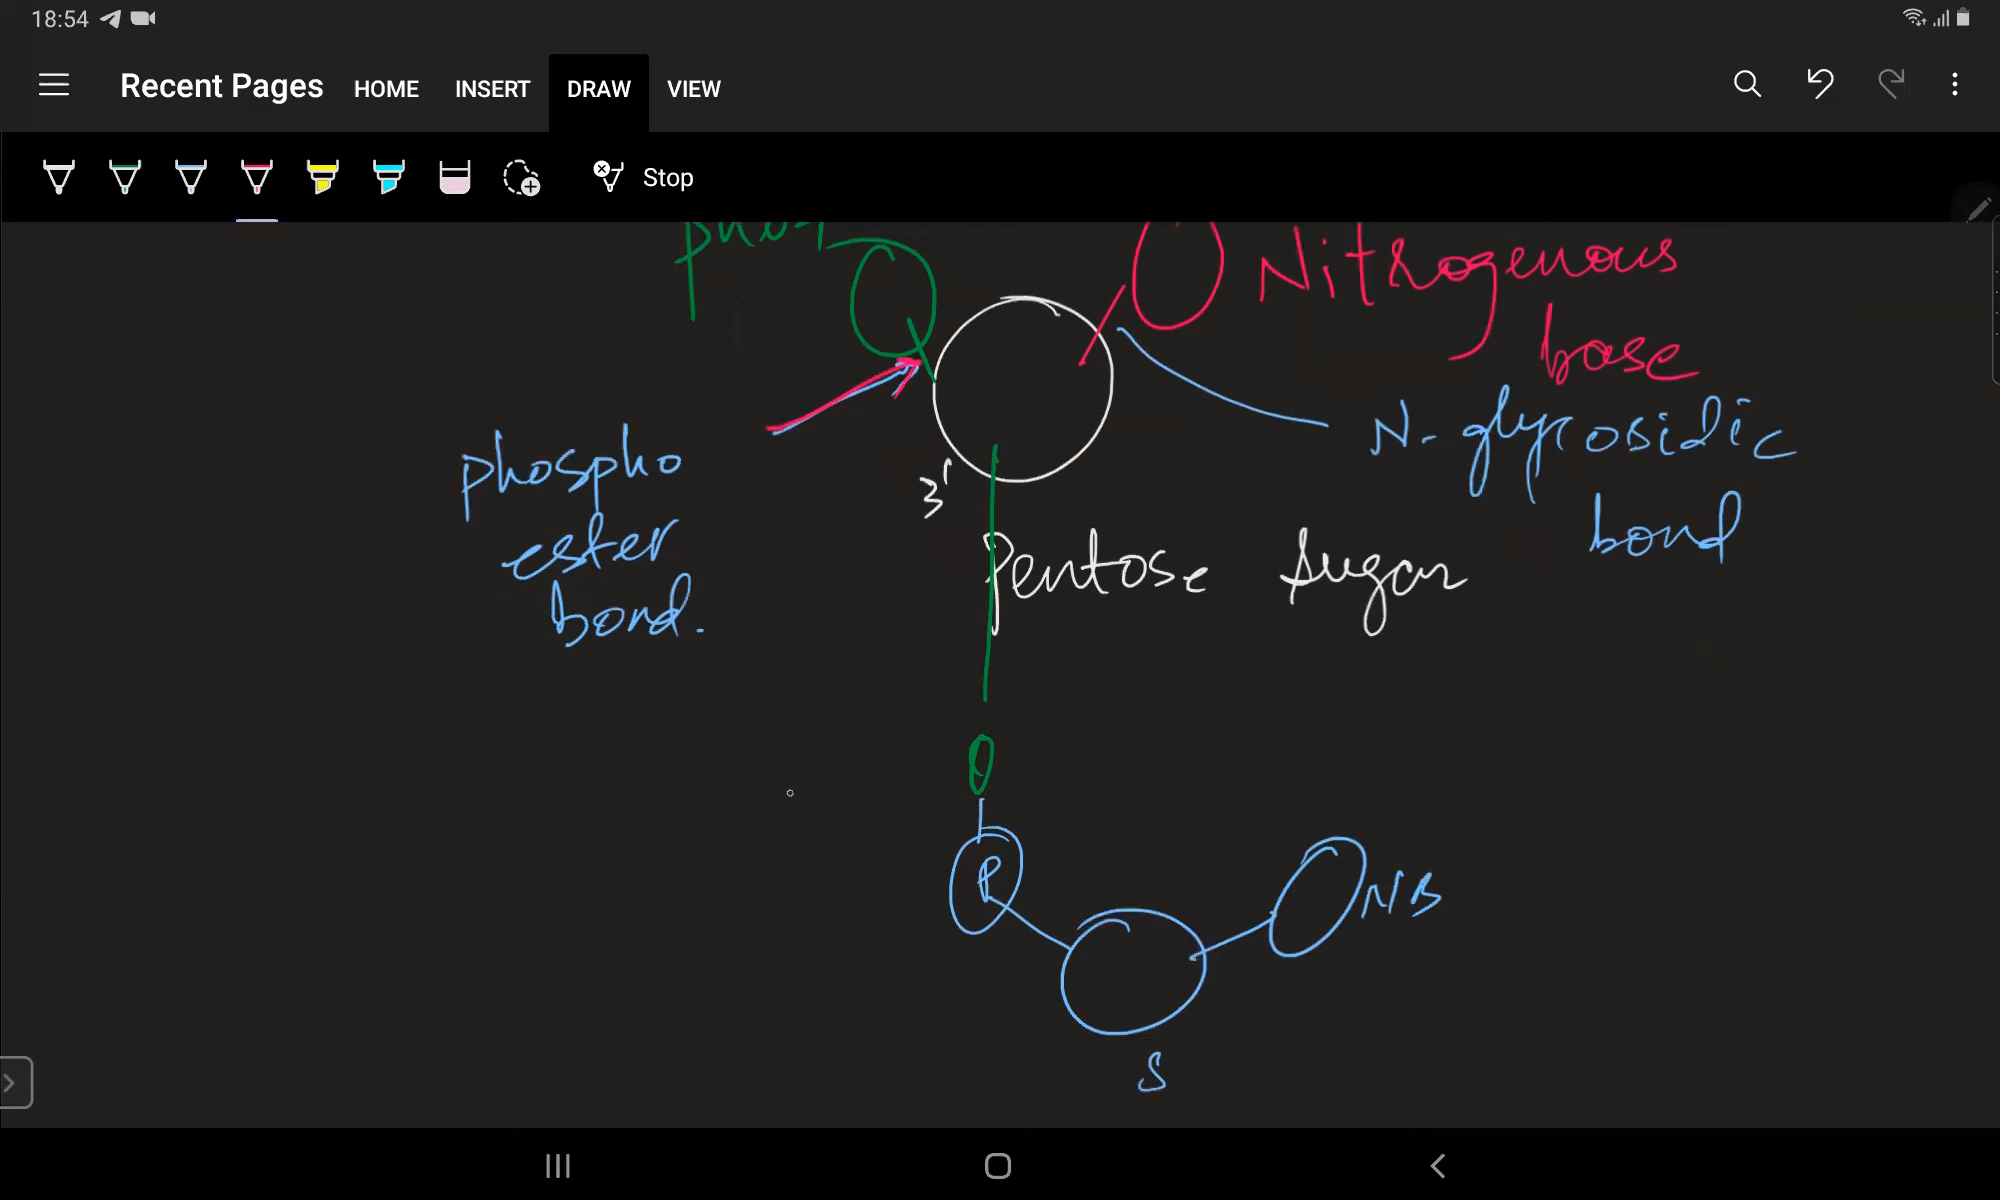 18:54
Recent Pages HOME INSERT DRAW VIEW
Stop
Nitrogenous
base
N-glycosidic
bond
phospho
ester
bond.
3'
Pentose Sugar
O
P
NB
S